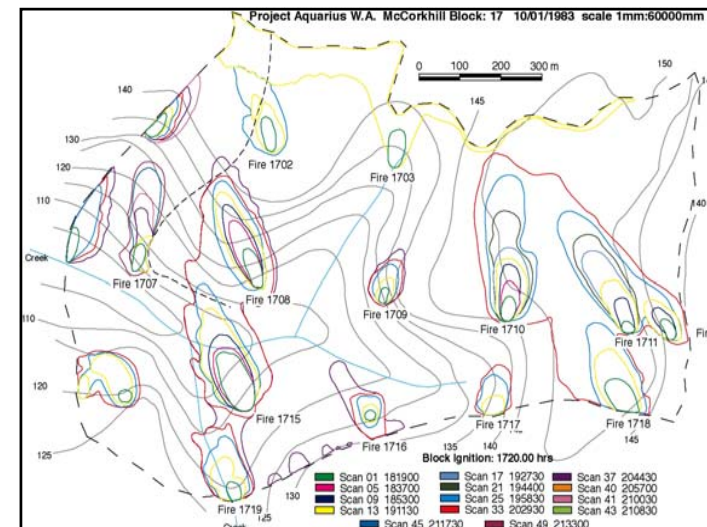 Project Aquarius W.A. McCorkhill Block: 17 10/01/1983 scale 1mm:60000mm
0 100 200 300 m
150
140
145
130
120
110
140
Fire 1702
Fire 1703
Creek
Fire 1707
Fire 1708
Fire 1709
Fire 1710
Fire 1711
110
120
125
Fire 1715
Fire 1716
Fire 1717
Fire 1718
135
140
145
130
125
Fire 1719
Block Ignition: 1720.00 hrs
Scan 01 181900
Scan 17 192730
Scan 37 204430
Scan 05 183700
Scan 21 194400
Scan 40 205700
Scan 09 185300
Scan 25 195830
Scan 41 210030
Scan 13 191130
Scan 33 202930
Scan 43 210830
Scan 45 211730
Scan 49 213300